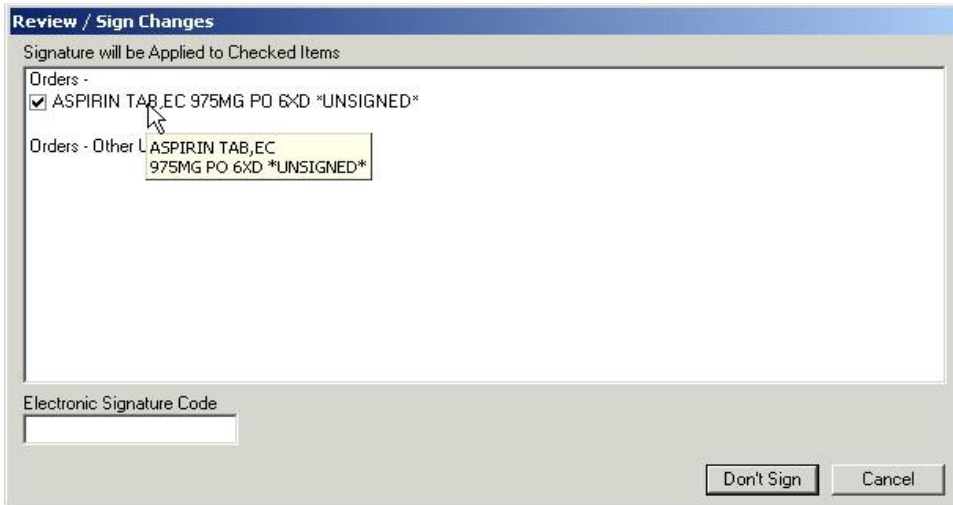 Review / Sign Changes
Signature will be Applied to Checked Items
Orders -
ASPIRIN TAB,EC 975MG PO 6XD *UNSIGNED*
Orders - Other
ASPIRIN TAB,EC
975MG PO 6XD *UNSIGNED*
Electronic Signature Code
Don't Sign
Cancel